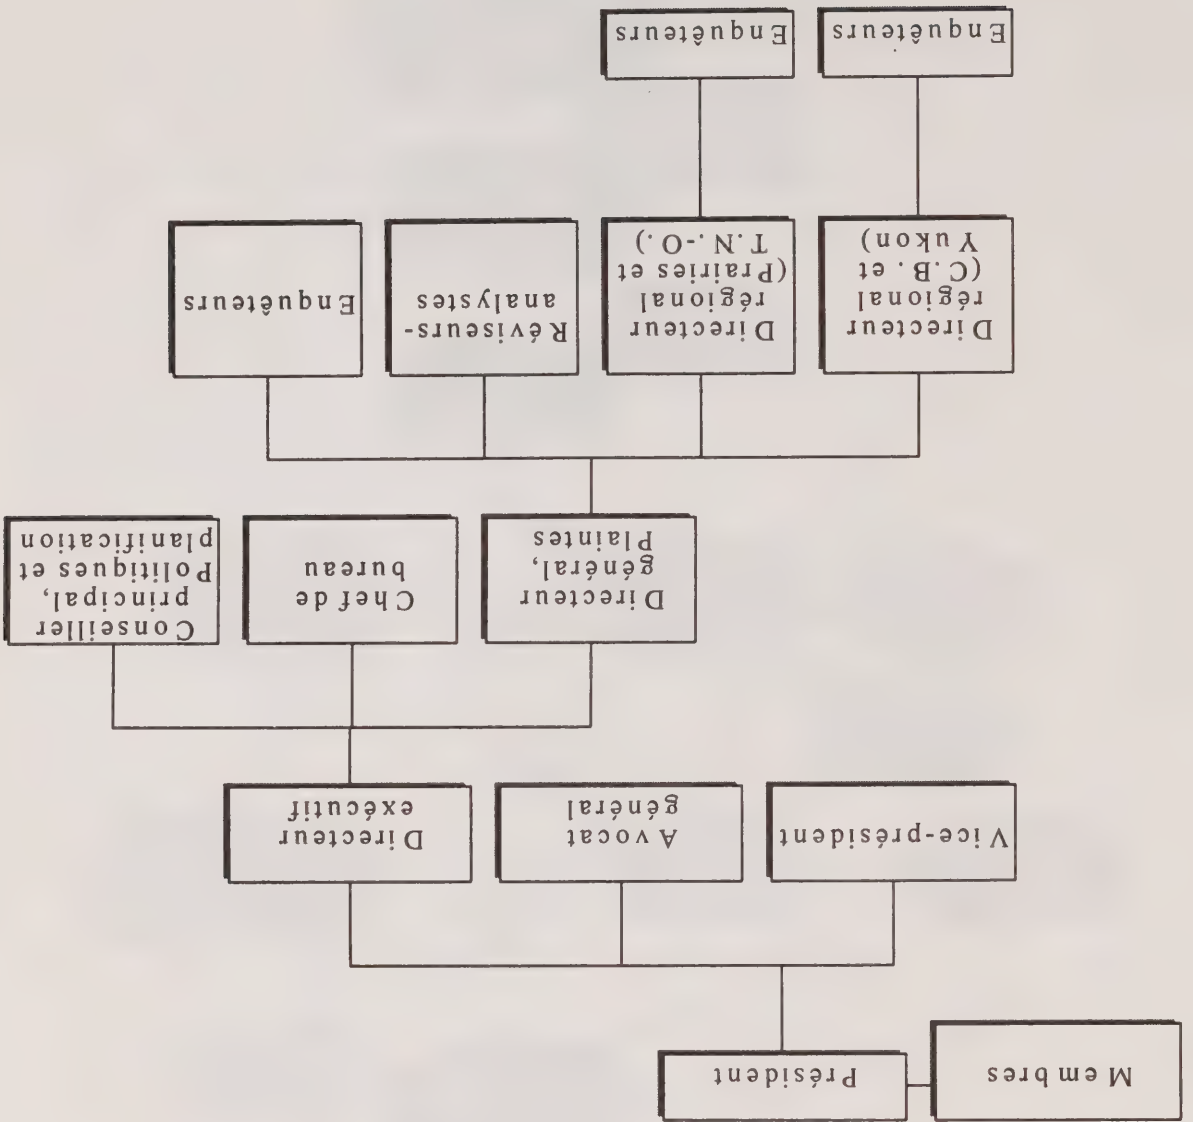 Membres
Président
Vice-président
Avocat
général
Directeur
exécutif
Directeur
général,
Plaintes
Chef de
bureau
Conseiller
principal,
Politiques et
planification
Directeur
régional
(C.B. et
Yukon)
Directeur
régional
(Prairies et
T.N.-O.)
Réviseurs-
analystes
Enquêteurs
Enquêteurs
Enquêteurs